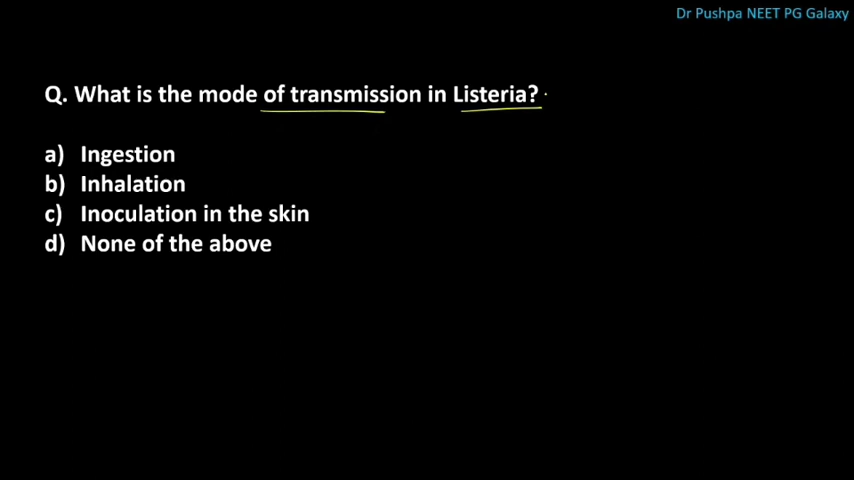 Dr Pushpa NEET PG Galaxy
Q. What is the mode of transmission in Listeria?
a) Ingestion
b) Inhalation
c) Inoculation in the skin
d) None of the above